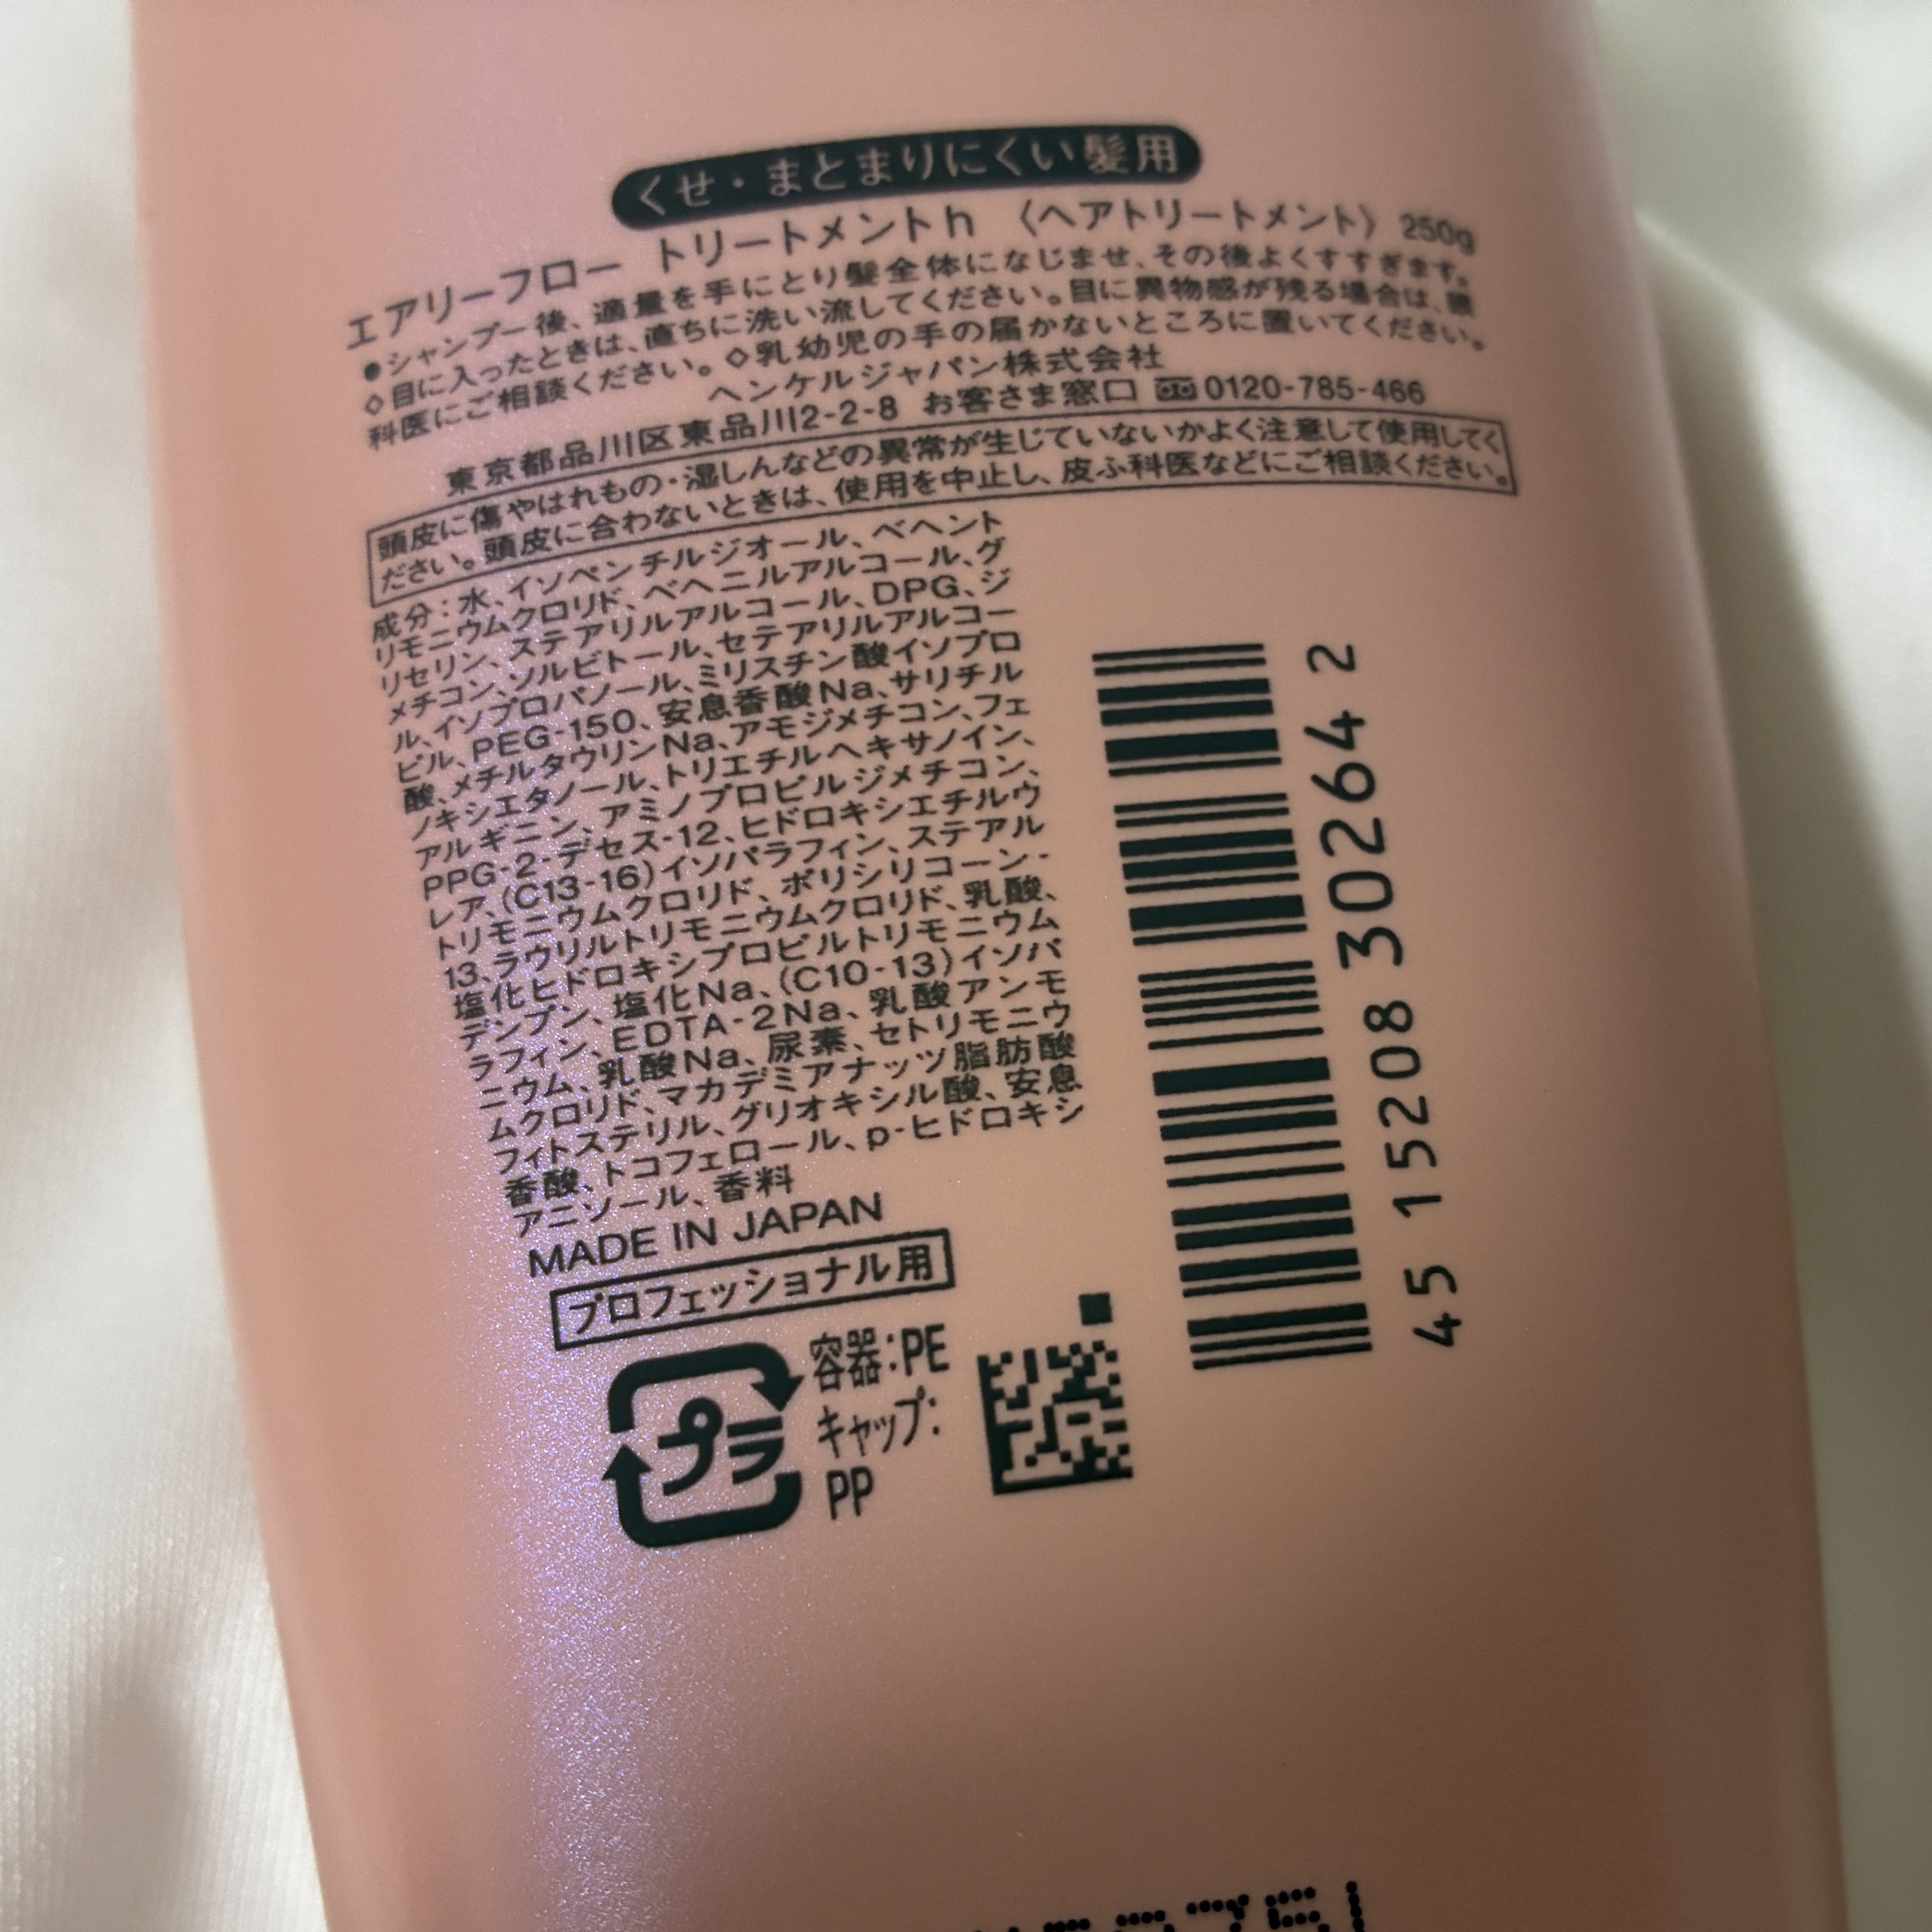 くせ・まとまりにくい髪用
エアリーフロー トリートメントh 〈ヘアトリートメント〉 250g
●シャンプー後、適量を手にとり髪全体になじませ、その後よくすすぎます。
◇目に入ったときは、直ちに洗い流してください。目に異物感が残る場合は、眼
科医にご相談ください。◇乳幼児の手の届かないところに置いてください。
ヘンケルジャパン株式会社
東京都品川区東品川2-2-8 お客さま窓口 0120-785-466
頭皮に傷やはれもの・湿しんなどの異常が生じていないかよく注意して使用してく
ださい。頭皮に合わないときは、使用を中止し、皮ふ科医などにご相談ください。
成分：水、イソペンチルジオール、ベヘント
リモニウムクロリド、ベヘニルアルコール、グ
リセリン、ステアリルアルコール、DPG、ジ
メチコン、ソルビトール、セテアリルアルコー
ル、イソプロパノール、ミリスチン酸イソプロ
ピル、PEG-150、安息香酸Na、サリチル
酸、メチルタウリンNa、アモジメチコン、フェ
ノキシエタノール、トリエチルヘキサノイン、
アルギニン、アミノプロピルジメチコン、
PPG-2-デセス-12、ヒドロキシエチルウ
レア、(C13-16)イソパラフィン、ステアル
トリモニウムクロリド、ポリシリコーン-
13、ラウリルトリモニウムクロリド、乳酸、
塩化ヒドロキシプロピルトリモニウム
デンプン、塩化Na、(C10-13)イソパ
ラフィン、EDTA-2Na、乳酸アンモ
ニウム、乳酸Na、尿素、セトリモニウ
ムクロリド、マカデミアナッツ脂肪酸
フィトステリル、グリオキシル酸、安息
香酸、トコフェロール、p-ヒドロキシ
アニソール、香料
MADE IN JAPAN
プロフェッショナル用
プラ
容器：PE
キャップ：
PP
4515208302642